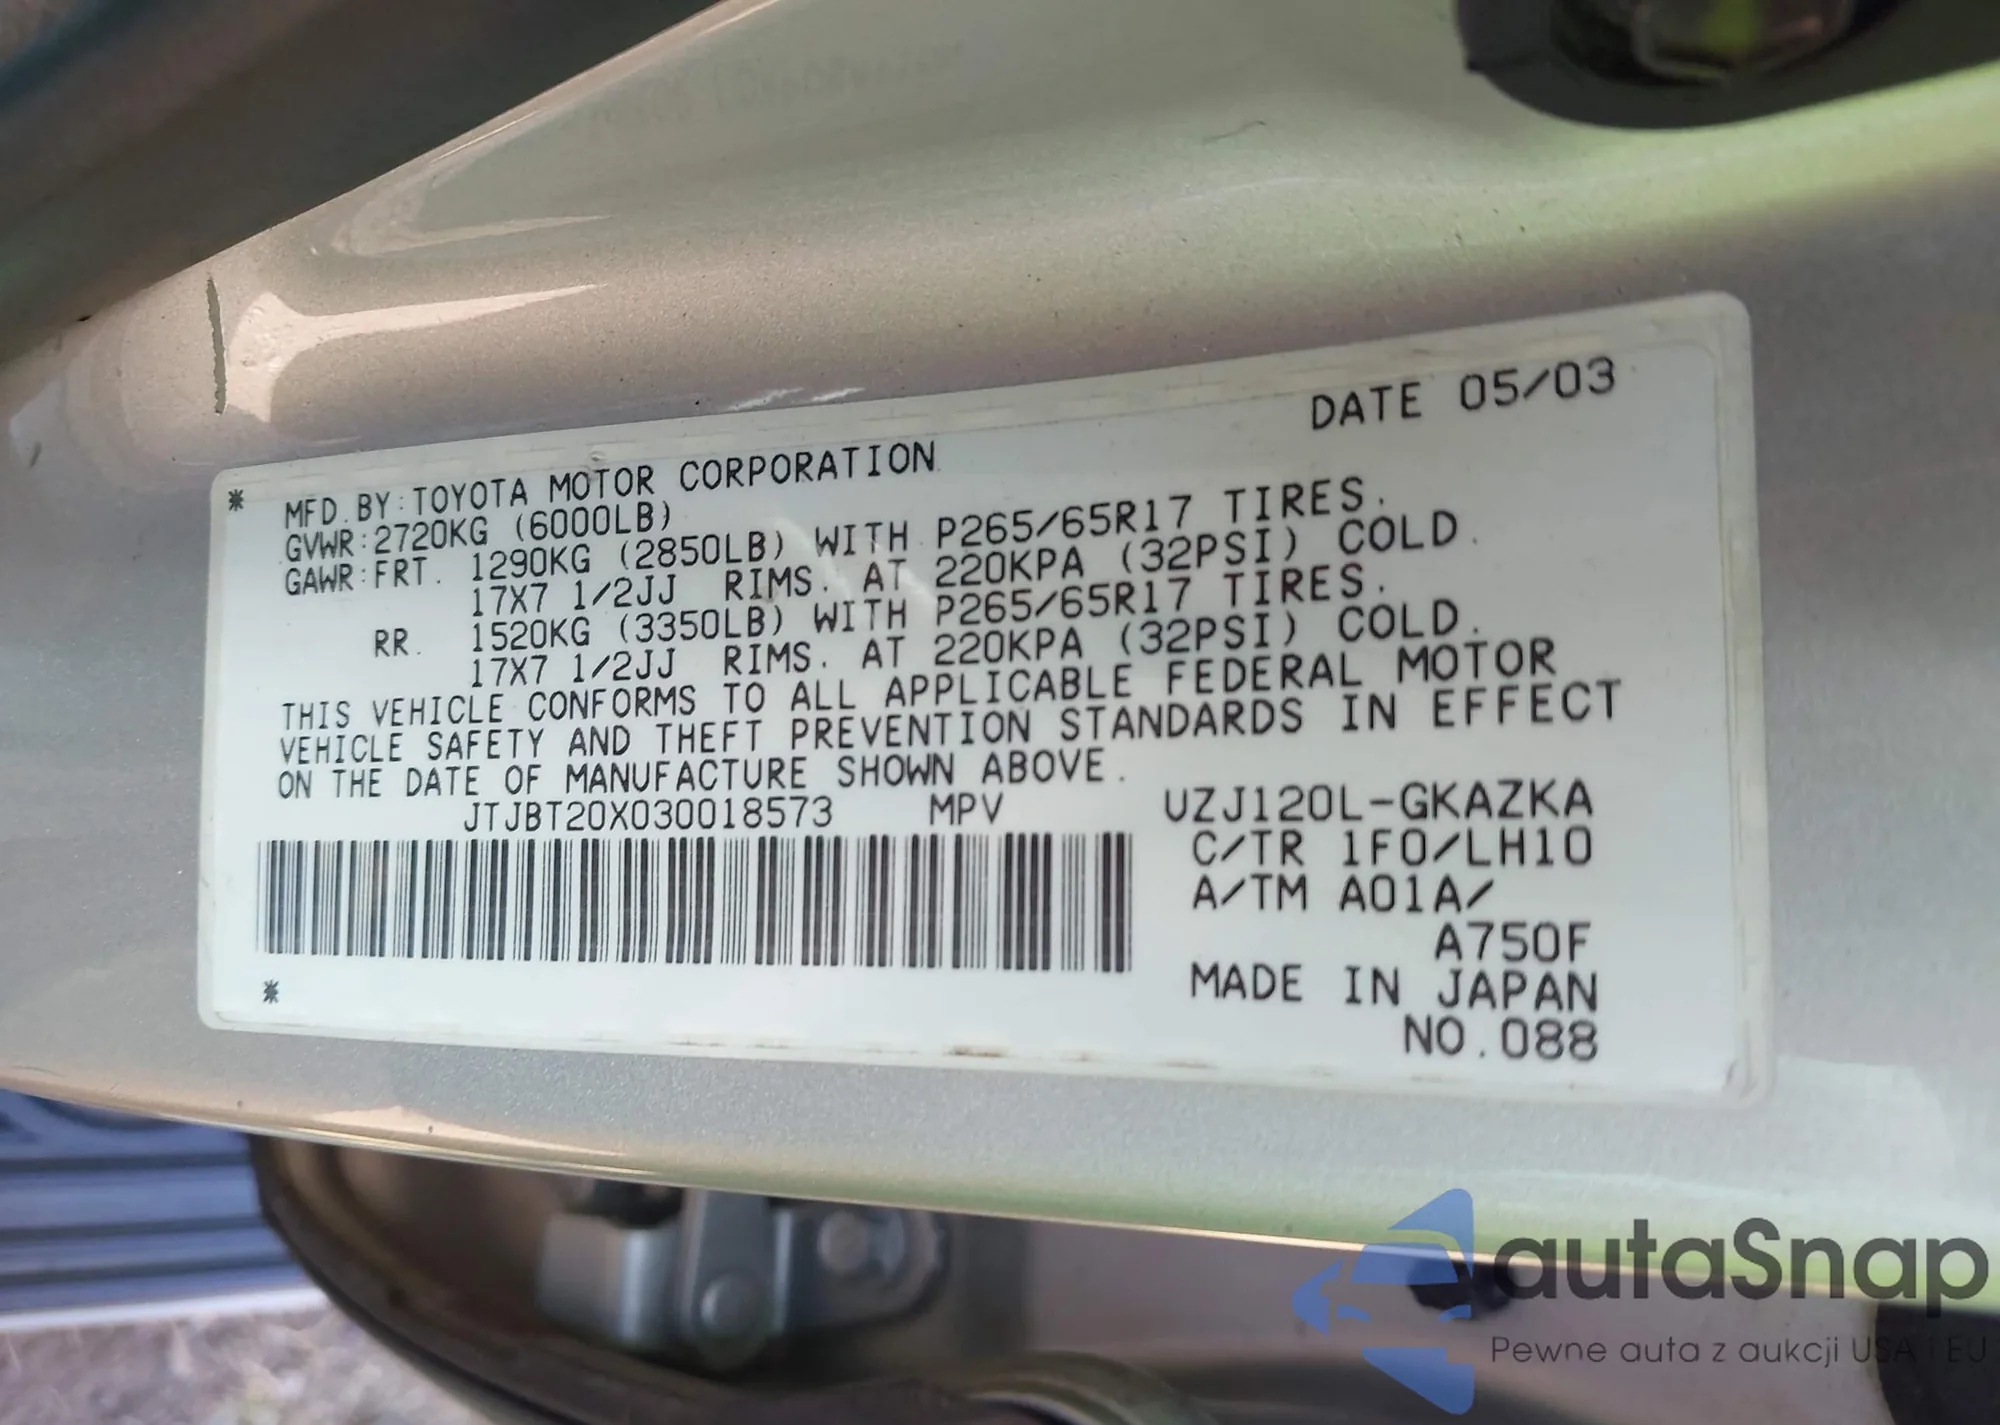 DATE 05/03
* MFD.BY:TOYOTA MOTOR CORPORATION
GVWR:2720KG (6000LB)
GAWR:FRT. 1290KG (2850LB) WITH P265/65R17 TIRES.
17X7 1/2JJ RIMS. AT 220KPA (32PSI) COLD.
RR. 1520KG (3350LB) WITH P265/65R17 TIRES.
17X7 1/2JJ RIMS. AT 220KPA (32PSI) COLD.
THIS VEHICLE CONFORMS TO ALL APPLICABLE FEDERAL MOTOR
VEHICLE SAFETY AND THEFT PREVENTION STANDARDS IN EFFECT
ON THE DATE OF MANUFACTURE SHOWN ABOVE.
JTJBT20X030018573 MPV UZJ120L-GKAZKA
C/TR 1F0/LH10
A/TM A01A/
A750F
* MADE IN JAPAN
NO.088
autaSnap
Pewne auta z aukcji USA i EU